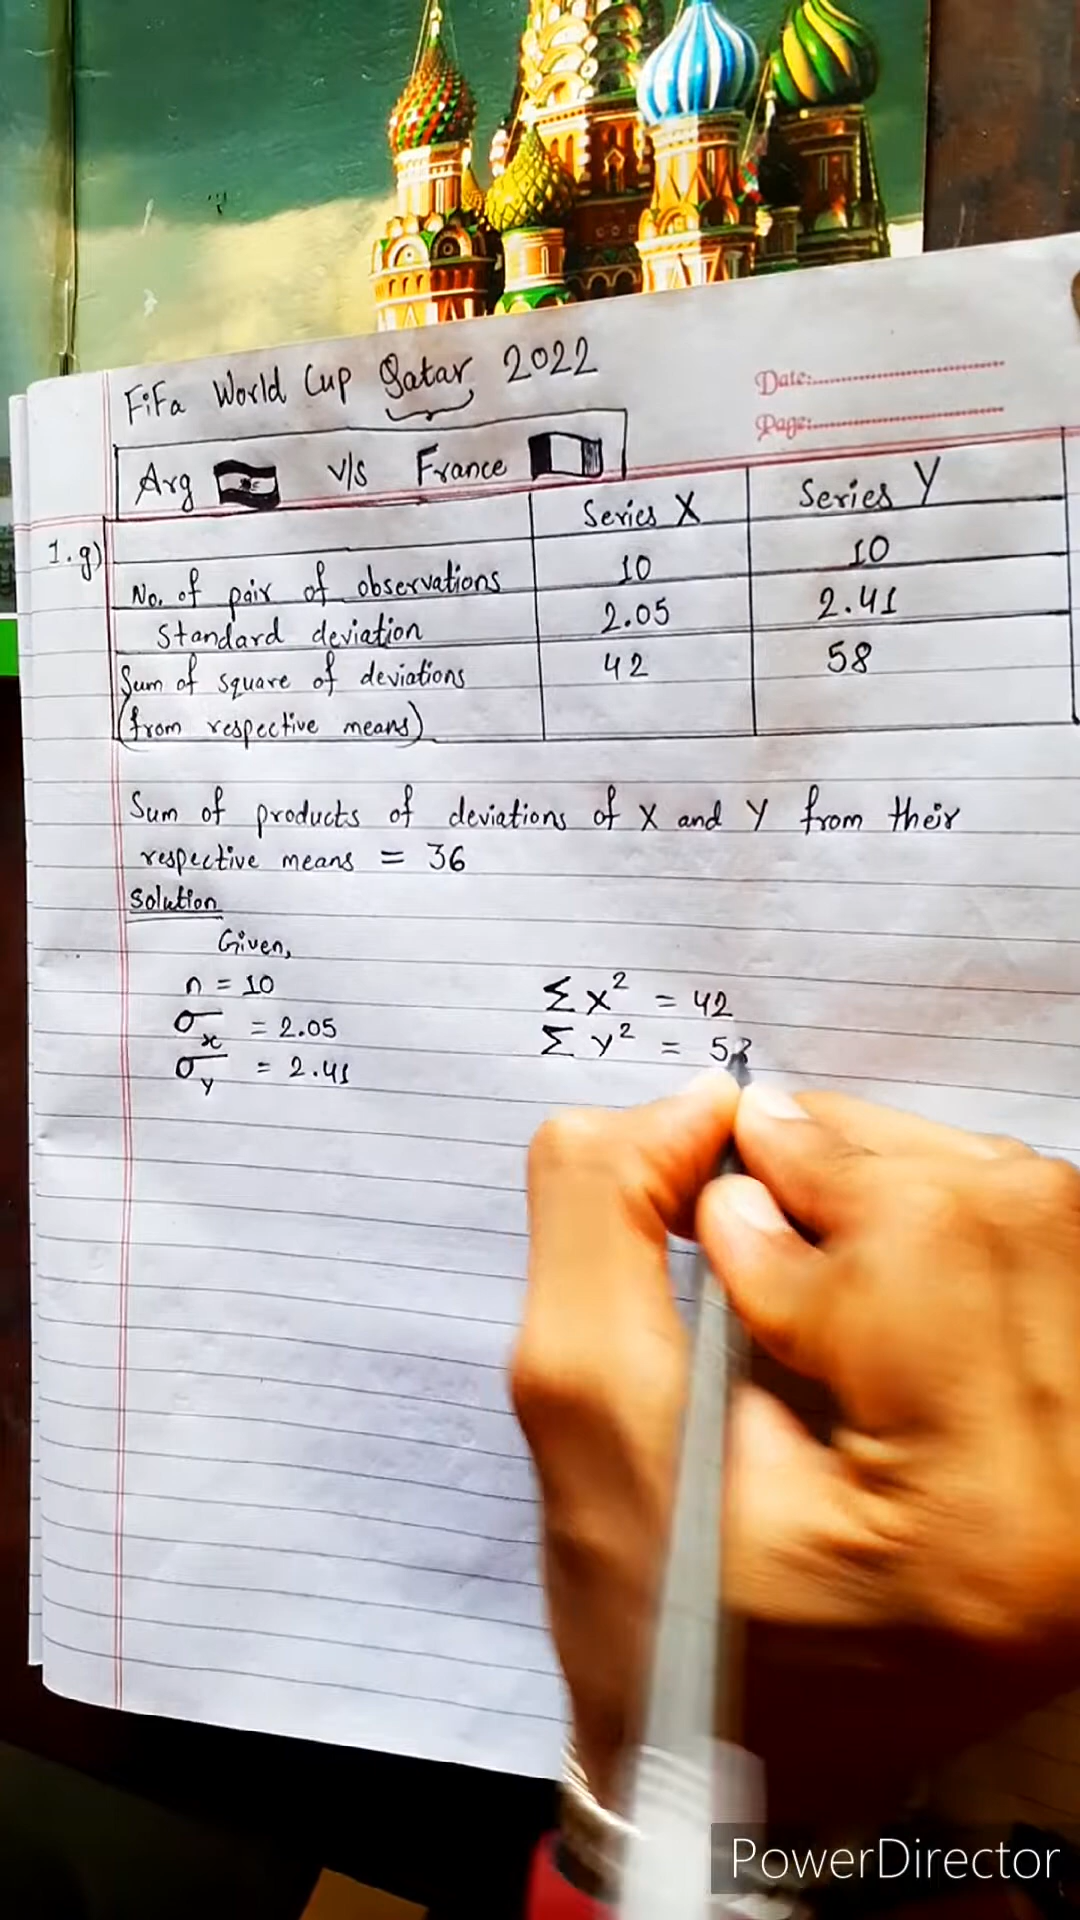 FiFa World Cup Qatar 2022
Date:
Page:
Arg v/s France
Series X Series Y
1.g) No. of pair of observations 10 10
Standard deviation 2.05 2.41
Sum of square of deviations 42 58
(from respective means)
Sum of products of deviations of X and Y from their
respective means = 36
Solution
Given,
n = 10
Σx² = 42
σx = 2.05
Σy² = 58
σy = 2.41
PowerDirector